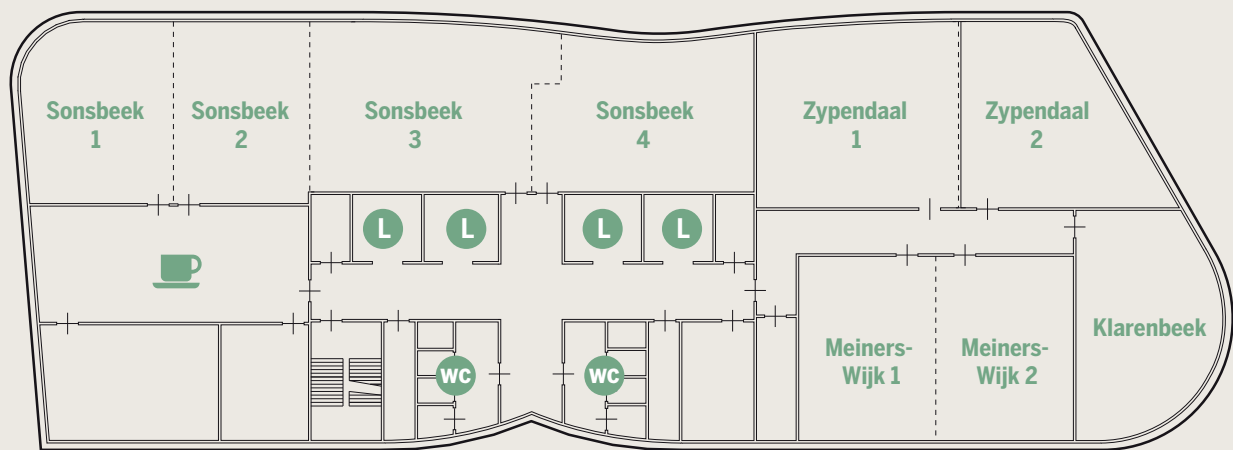 Sonsbeek
1
Sonsbeek
2
Sonsbeek
3
Sonsbeek
4
Zypendaal
1
Zypendaal
2
L
L
L
L
Klarenbeek
Meiners-
Wijk 1
Meiners-
Wijk 2
WC
WC